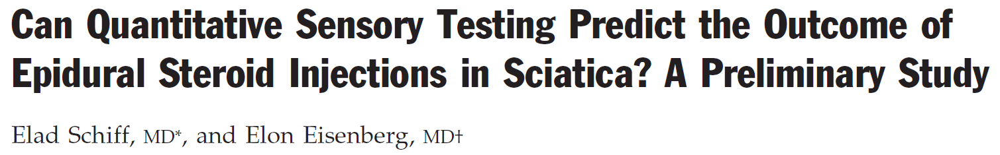 Can Quantitative Sensory Testing Predict the Outcome of
Epidural Steroid Injections in Sciatica? A Preliminary Study
Elad Schiff, MD*, and Elon Eisenberg, MD†